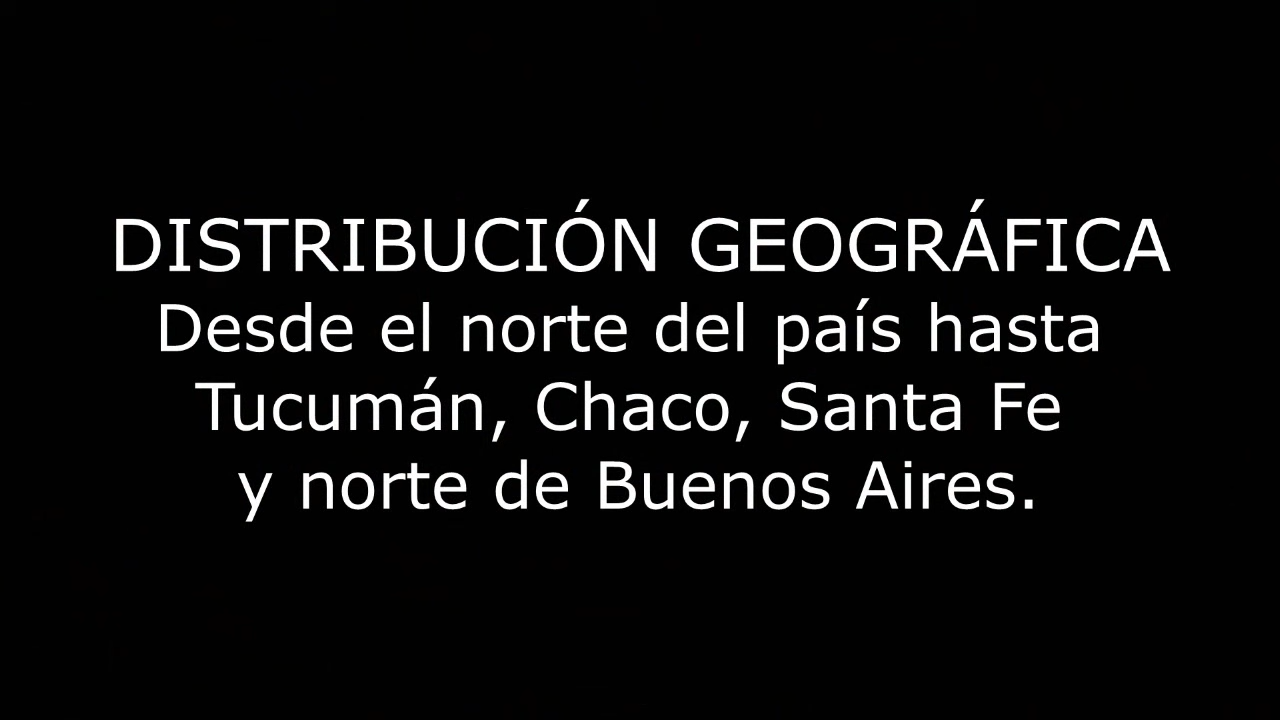 DISTRIBUCIÓN GEOGRÁFICA
Desde el norte del país hasta
Tucumán, Chaco, Santa Fe
y norte de Buenos Aires.